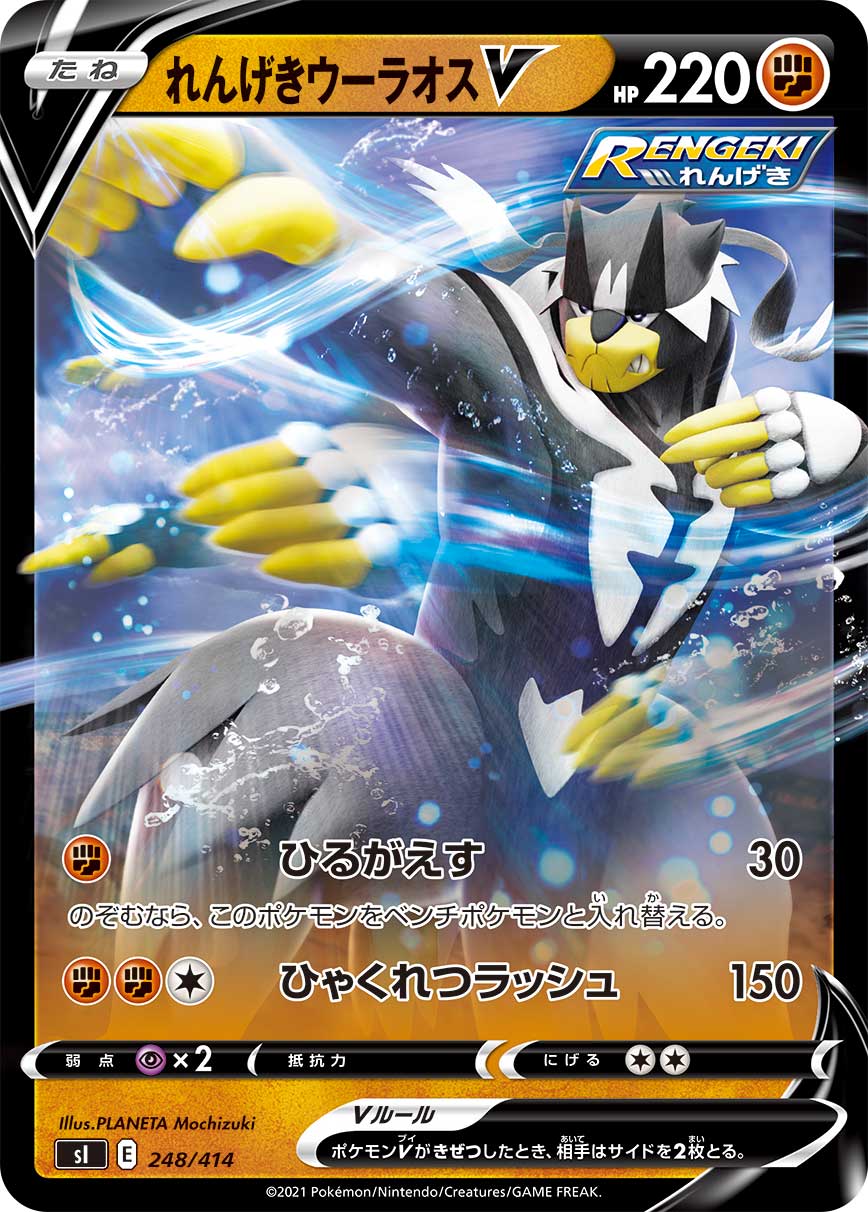 たね
れんげきウーラオスV
HP 220
RENGEKI
れんげき
ひるがえす 30
のぞむなら、このポケモンをベンチポケモンと入れ替える。
ひゃくれつラッシュ 150
弱点 ×2 抵抗力 にげる
Illus.PLANETA Mochizuki
Vルール
ポケモンVがきぜつしたとき、相手はサイドを2枚とる。
sI E 248/414
©2021 Pokémon/Nintendo/Creatures/GAME FREAK.